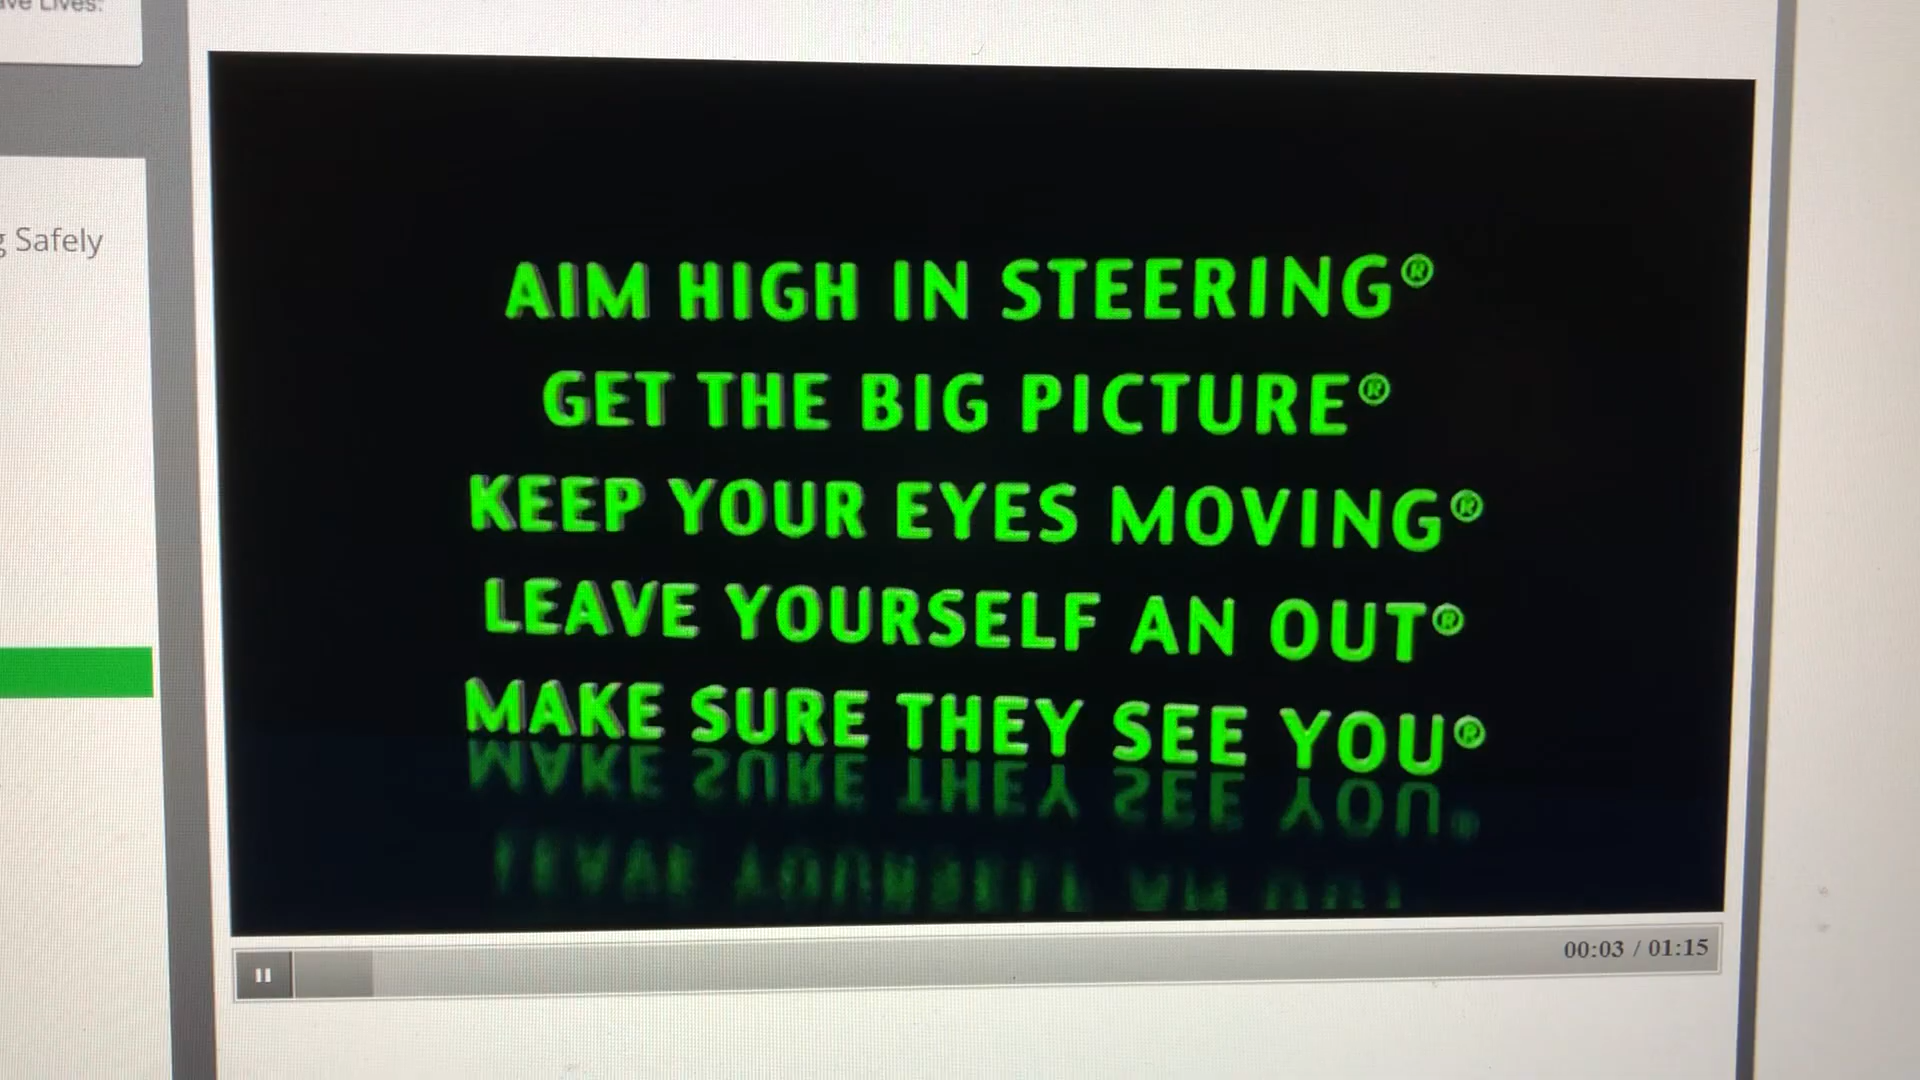 Lives.
g Safely
AIM HIGH IN STEERING®
GET THE BIG PICTURE®
KEEP YOUR EYES MOVING®
LEAVE YOURSELF AN OUT®
MAKE SURE THEY SEE YOU®
00:03 / 01:15